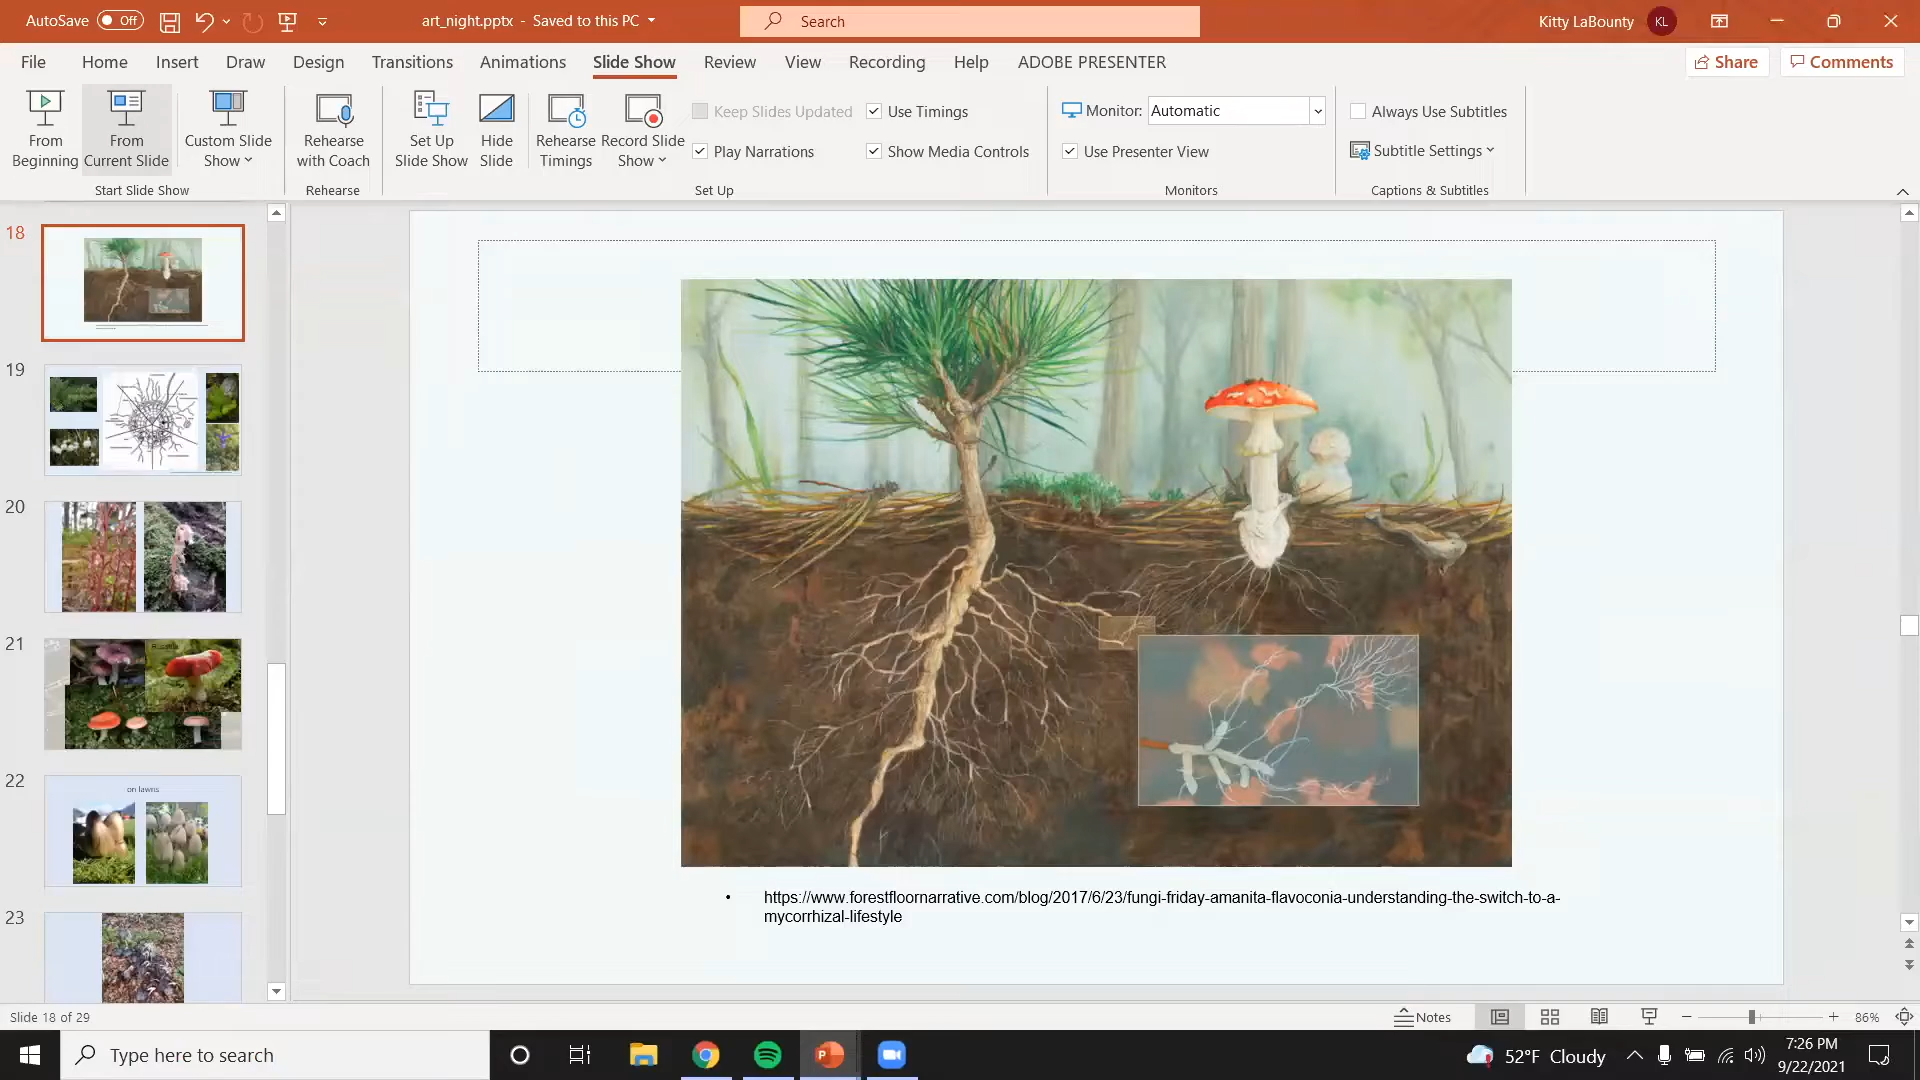 AutoSave Off art_night.pptx - Saved to this PC Search Kitty LaBounty KL
File Home Insert Draw Design Transitions Animations Slide Show Review View Recording Help ADOBE PRESENTER Share Comments
From Beginning
From Current Slide
Custom Slide Show
Start Slide Show
Rehearse with Coach
Rehearse
Set Up Slide Show
Hide Slide
Rehearse Timings
Record Slide Show
Keep Slides Updated
Play Narrations
Use Timings
Show Media Controls
Set Up
Monitor: Automatic
Use Presenter View
Monitors
Always Use Subtitles
Subtitle Settings
Captions & Subtitles
18
19
20
21
22
on lawns
23
• https://www.forestfloornarrative.com/blog/2017/6/23/fungi-friday-amanita-flavoconia-understanding-the-switch-to-a-
mycorrhizal-lifestyle
Slide 18 of 29 Notes 86%
Type here to search 52°F Cloudy 7:26 PM
9/22/2021